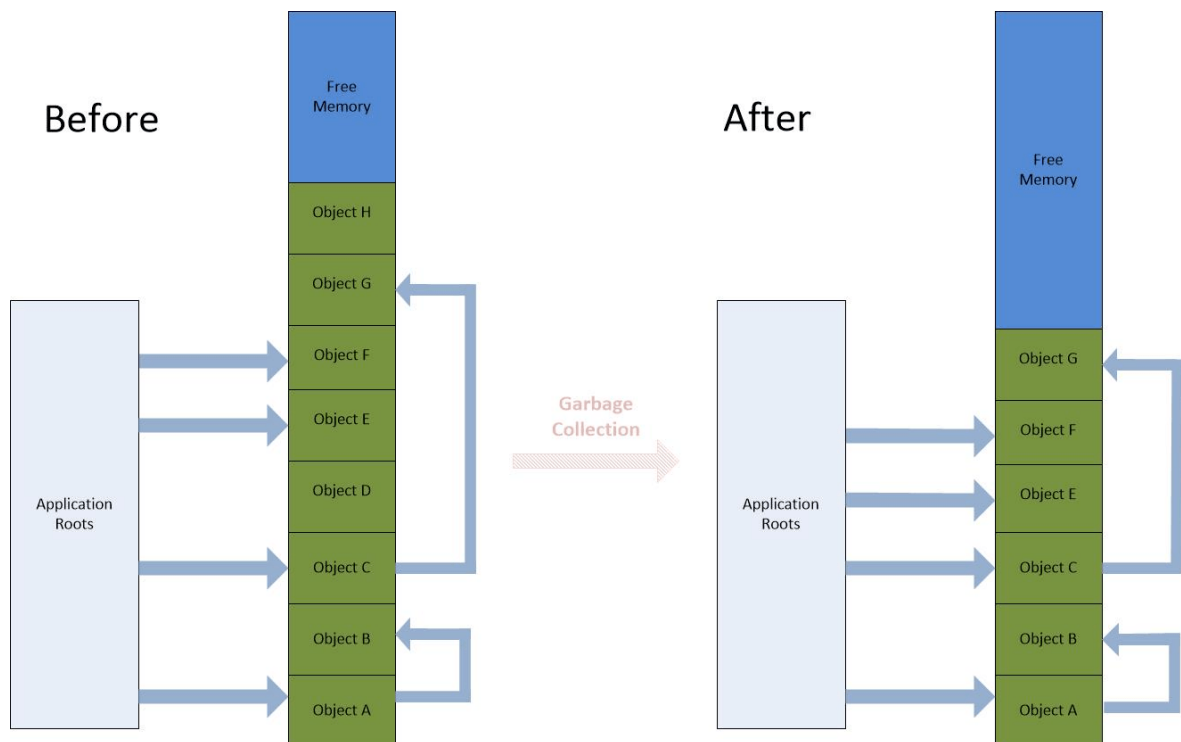 Before
Free
Memory
Object H
Object G
Object F
Object E
Object D
Object C
Object B
Object A
Application
Roots
Garbage
Collection
After
Free
Memory
Object G
Object F
Object E
Object C
Object B
Object A
Application
Roots